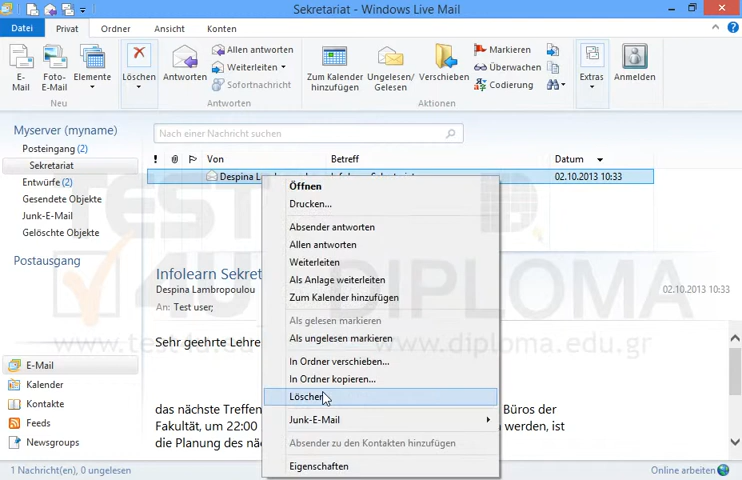 Sekretariat - Windows Live Mail
Datei Privat Ordner Ansicht Konten
E-Mail
Foto-E-Mail
Elemente
Löschen
Antworten
Allen antworten
Weiterleiten
Sofortnachricht
Zum Kalender hinzufügen
Ungelesen/Gelesen
Verschieben
Markieren
Überwachen
Codierung
Extras
Anmelden
Neu Antworten Aktionen
Myserver (myname)
Posteingang (2)
Sekretariat
Entwürfe (2)
Gesendete Objekte
Junk-E-Mail
Gelöschte Objekte
Postausgang
E-Mail
Kalender
Kontakte
Feeds
Newsgroups
Nach einer Nachricht suchen
! Von Betreff Datum
Despina 02.10.2013 10:33
Öffnen
Drucken...
Absender antworten
Allen antworten
Weiterleiten
Als Anlage weiterleiten
Zum Kalender hinzufügen
Als gelesen markieren
Als ungelesen markieren
In Ordner verschieben...
In Ordner kopieren...
Löschen
Junk-E-Mail
Absender zu den Kontakten hinzufügen
Eigenschaften
Infolearn Sekret
Despina Lambropoulou
02.10.2013 10:33
An: Test user;
Sehr geehrte Lehre
das nächste Treffen Büros der
Fakultät, um 22:00 werden, ist
die Planung des nä
TEST4U DIPLOMA
www.test4u.eu www.diploma.edu.gr
1 Nachricht(en), 0 ungelesen
Online arbeiten